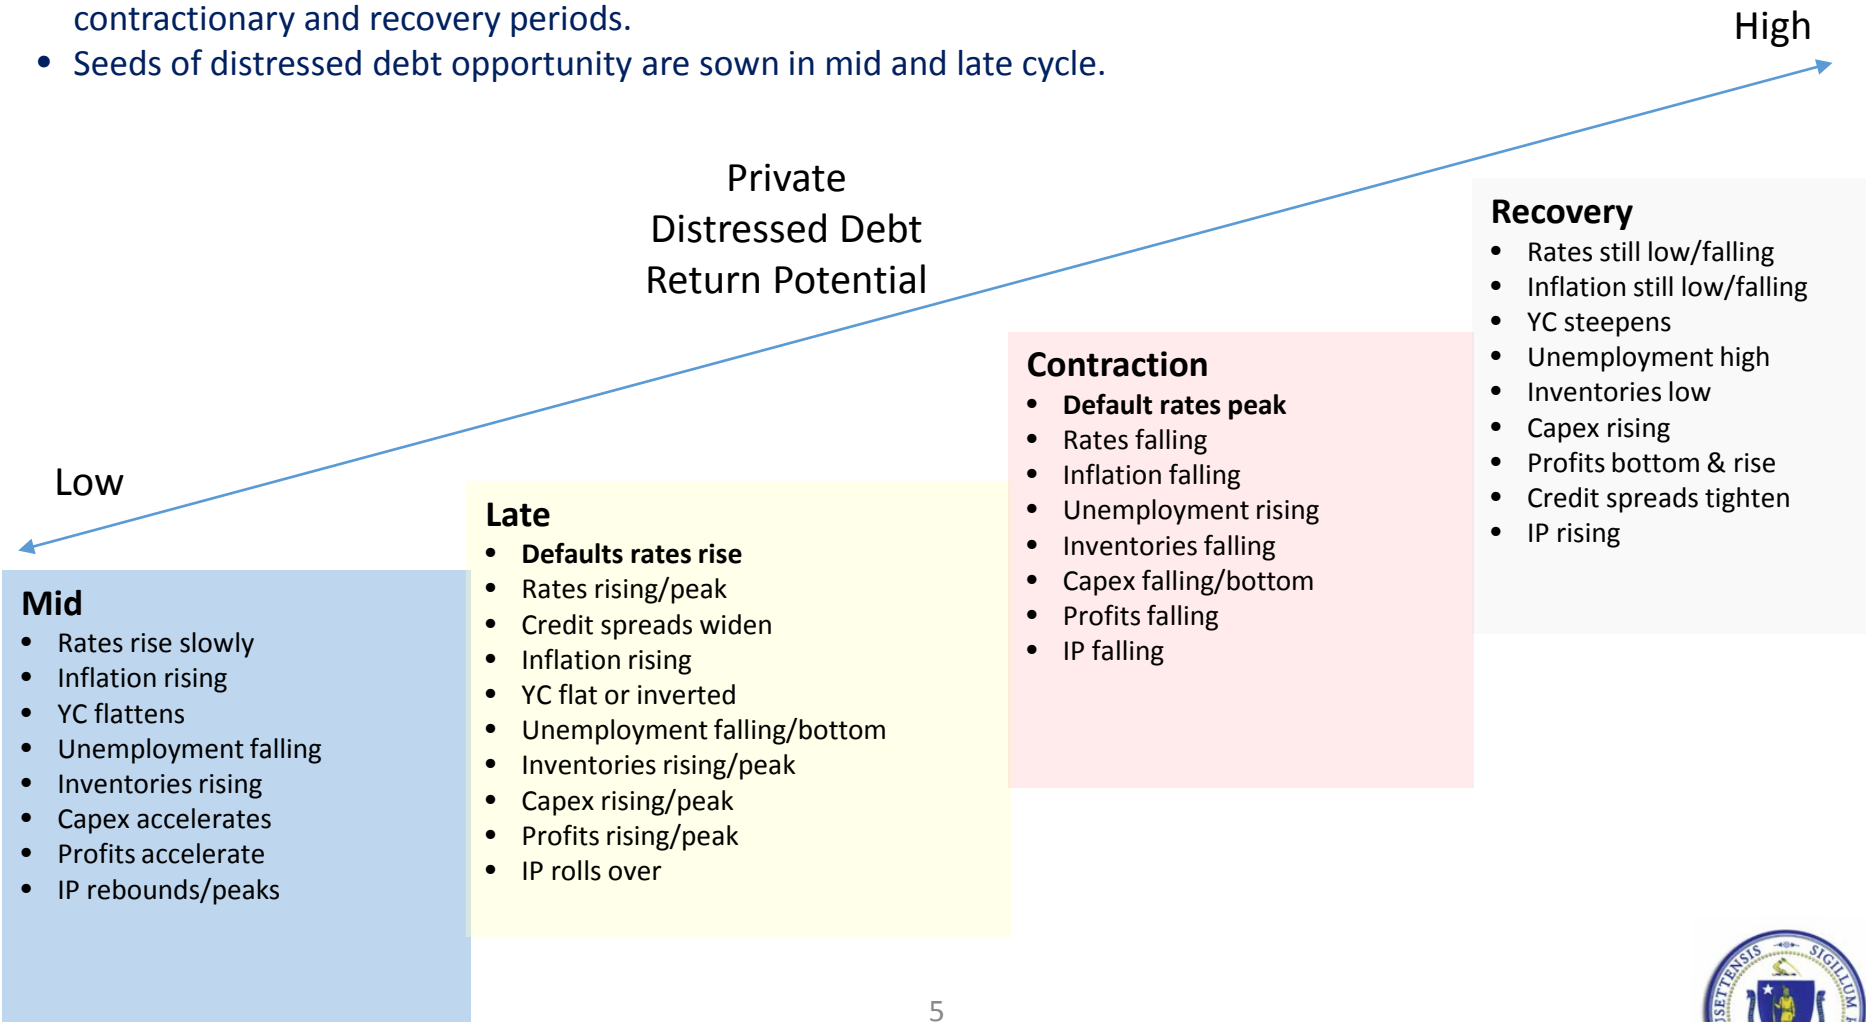 contractionary and recovery periods.
• Seeds of distressed debt opportunity are sown in mid and late cycle.
High
Private
Distressed Debt
Return Potential
Low
Mid
• Rates rise slowly
• Inflation rising
• YC flattens
• Unemployment falling
• Inventories rising
• Capex accelerates
• Profits accelerate
• IP rebounds/peaks
Late
• Defaults rates rise
• Rates rising/peak
• Credit spreads widen
• Inflation rising
• YC flat or inverted
• Unemployment falling/bottom
• Inventories rising/peak
• Capex rising/peak
• Profits rising/peak
• IP rolls over
Contraction
• Default rates peak
• Rates falling
• Inflation falling
• Unemployment rising
• Inventories falling
• Capex falling/bottom
• Profits falling
• IP falling
Recovery
• Rates still low/falling
• Inflation still low/falling
• YC steepens
• Unemployment high
• Inventories low
• Capex rising
• Profits bottom & rise
• Credit spreads tighten
• IP rising
5
SIGILLUM